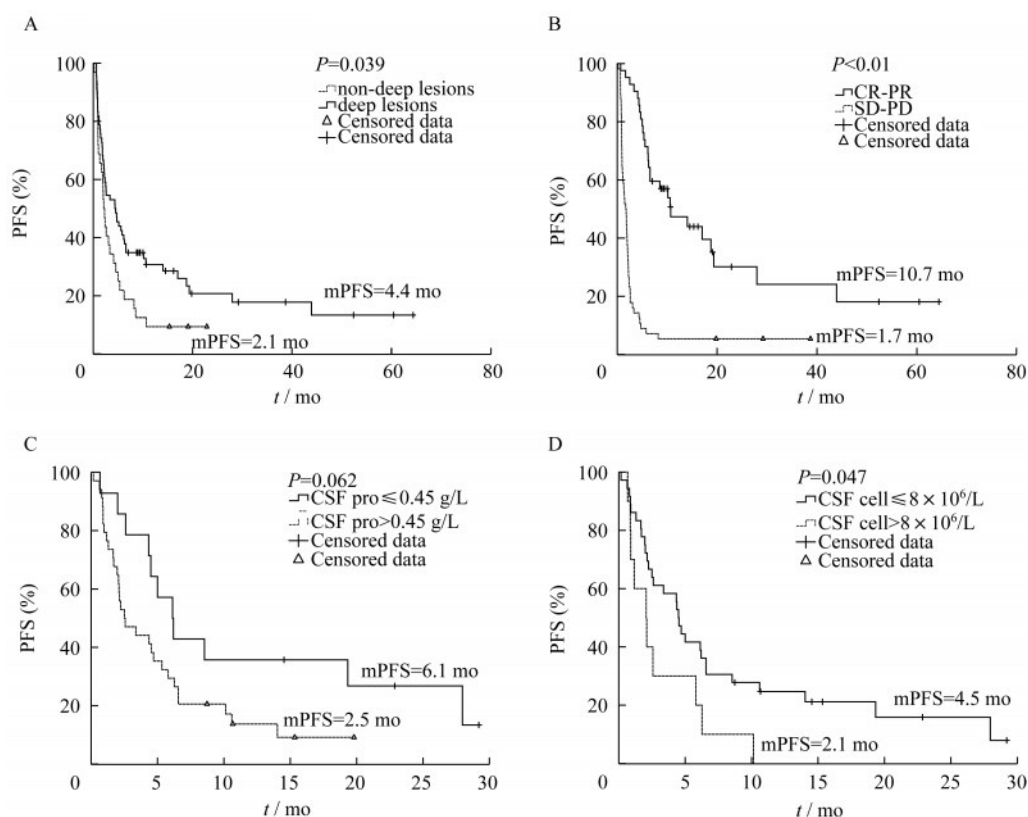 A
P=0.039
non-deep lesions
deep lesions
Censored data
Censored data
PFS (%)
100
80
60
40
20
0
mPFS=4.4 mo
mPFS=2.1 mo
20
40
60
80
t / mo
B
P<0.01
CR-PR
SD-PD
Censored data
Censored data
PFS (%)
100
80
60
40
20
0
mPFS=10.7 mo
mPFS=1.7 mo
20
40
60
80
t / mo
C
P=0.062
CSF pro≤0.45 g/L
CSF pro>0.45 g/L
Censored data
Censored data
PFS (%)
100
80
60
40
20
0
mPFS=6.1 mo
mPFS=2.5 mo
5
10
15
20
25
30
t / mo
D
P=0.047
CSF cell≤8×10⁶/L
CSF cell>8×10⁶/L
Censored data
Censored data
PFS (%)
100
80
60
40
20
0
mPFS=4.5 mo
mPFS=2.1 mo
5
10
15
20
25
30
t / mo